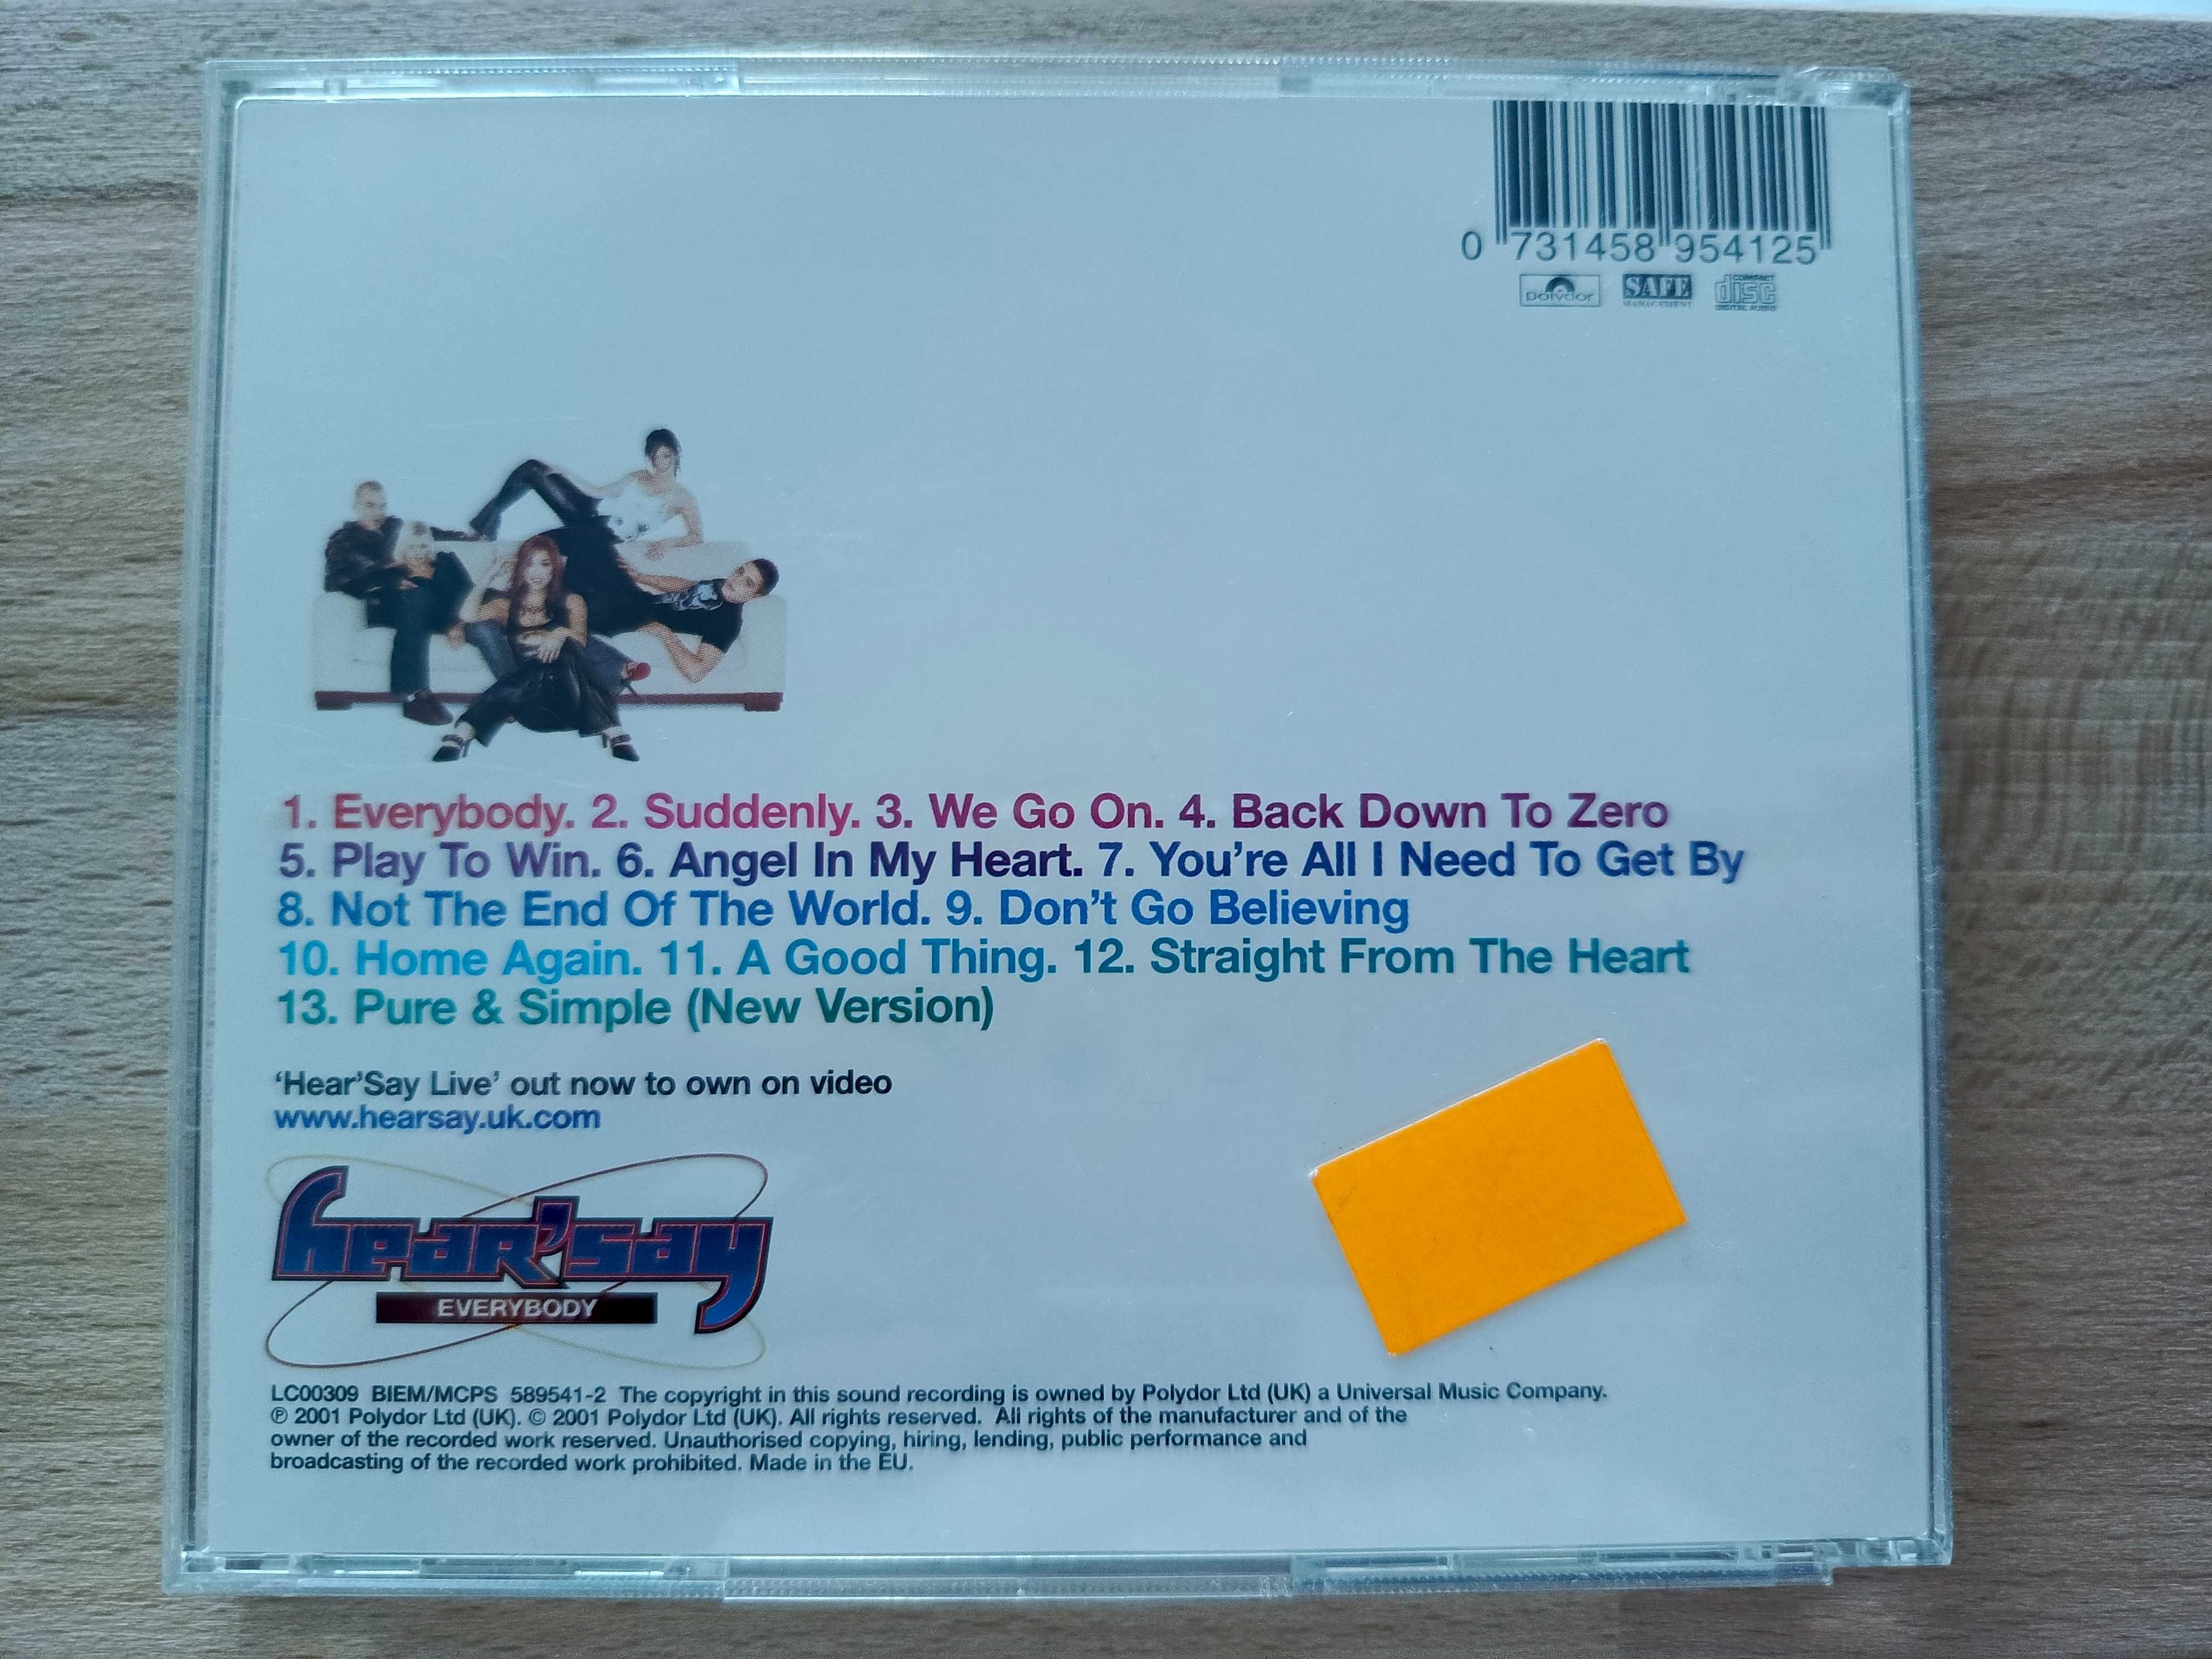 0 731458 954125
polydor SAFE MANAGEMENT COMPACT disc DIGITAL AUDIO
1. Everybody. 2. Suddenly. 3. We Go On. 4. Back Down To Zero
5. Play To Win. 6. Angel In My Heart. 7. You're All I Need To Get By
8. Not The End Of The World. 9. Don't Go Believing
10. Home Again. 11. A Good Thing. 12. Straight From The Heart
13. Pure & Simple (New Version)
‘Hear’Say Live’ out now to own on video
www.hearsay.uk.com
hear'say
EVERYBODY
LC00309 BIEM/MCPS 589541-2 The copyright in this sound recording is owned by Polydor Ltd (UK) a Universal Music Company.
℗ 2001 Polydor Ltd (UK). © 2001 Polydor Ltd (UK). All rights reserved. All rights of the manufacturer and of the
owner of the recorded work reserved. Unauthorised copying, hiring, lending, public performance and
broadcasting of the recorded work prohibited. Made in the EU.